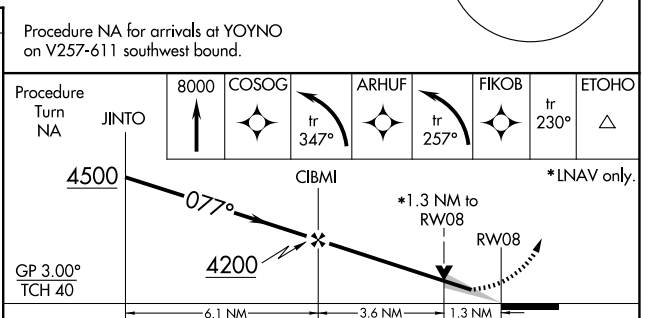 Procedure NA for arrivals at YOYNO
on V257-611 southwest bound.
Procedure
Turn
NA
JINTO
8000
COSOG
tr
347°
ARHUF
tr
257°
FIKOB
tr
230°
ETOHO
*LNAV only.
4500
077°
CIBMI
*1.3 NM to
RW08
RW08
4200
GP 3.00°
TCH 40
6.1 NM
3.6 NM
1.3 NM